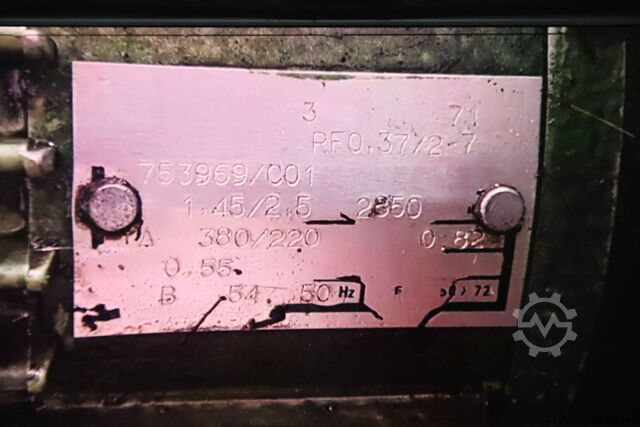 3 71
RF0,37/2-7
753969/C01
1,45/2,5 2850
A 380/220 0,82
0,55
B 54 50 Hz F